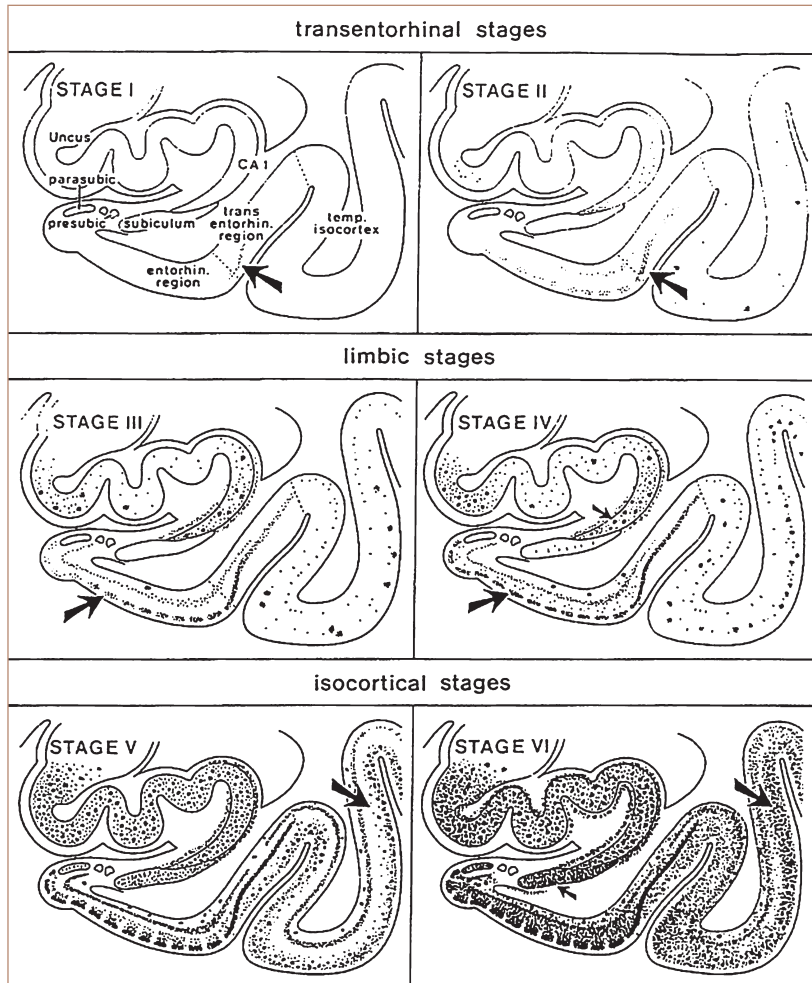 transentorhinal stages
STAGE I
Uncus
CA 1
parasubic
presubic
subiculum
trans
entorhin.
region
temp.
isocortex
entorhin.
region
STAGE II
limbic stages
STAGE III
STAGE IV
isocortical stages
STAGE V
STAGE VI